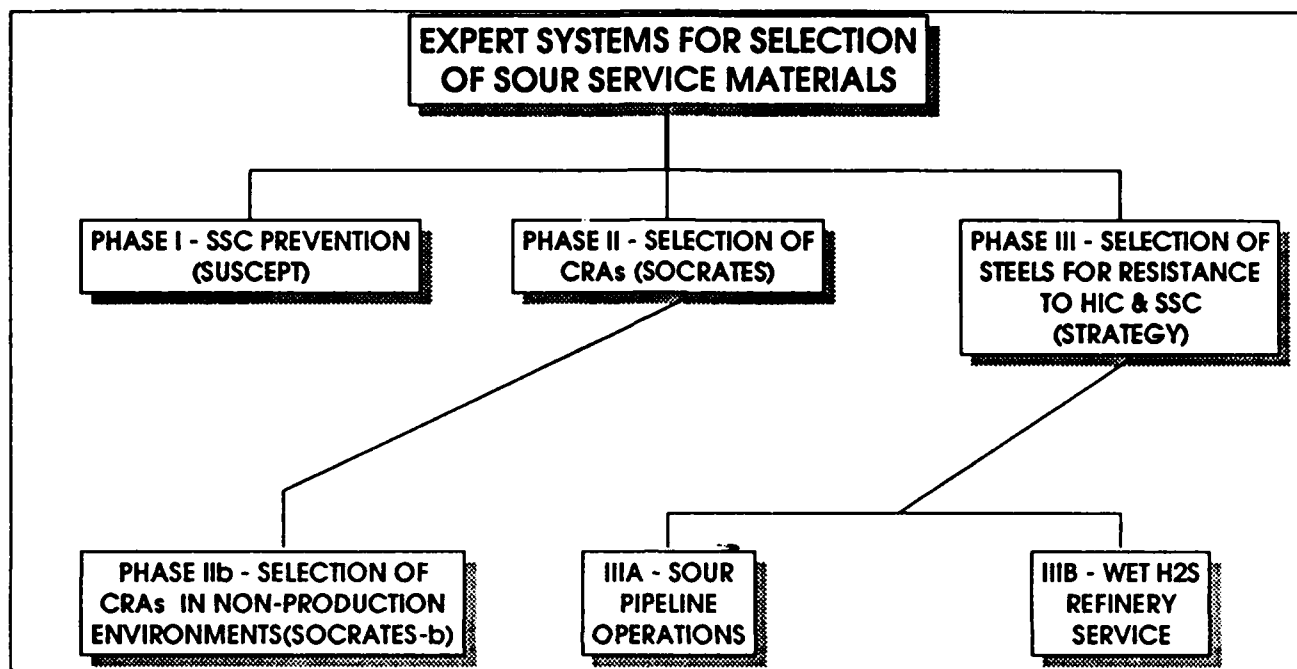 EXPERT SYSTEMS FOR SELECTION
OF SOUR SERVICE MATERIALS
PHASE I - SSC PREVENTION
(SUSCEPT)
PHASE II - SELECTION OF
CRAs (SOCRATES)
PHASE III - SELECTION OF
STEELS FOR RESISTANCE
TO HIC & SSC
(STRATEGY)
PHASE IIb - SELECTION OF
CRAs IN NON-PRODUCTION
ENVIRONMENTS(SOCRATES-b)
IIIA - SOUR
PIPELINE
OPERATIONS
IIIB - WET H2S
REFINERY
SERVICE